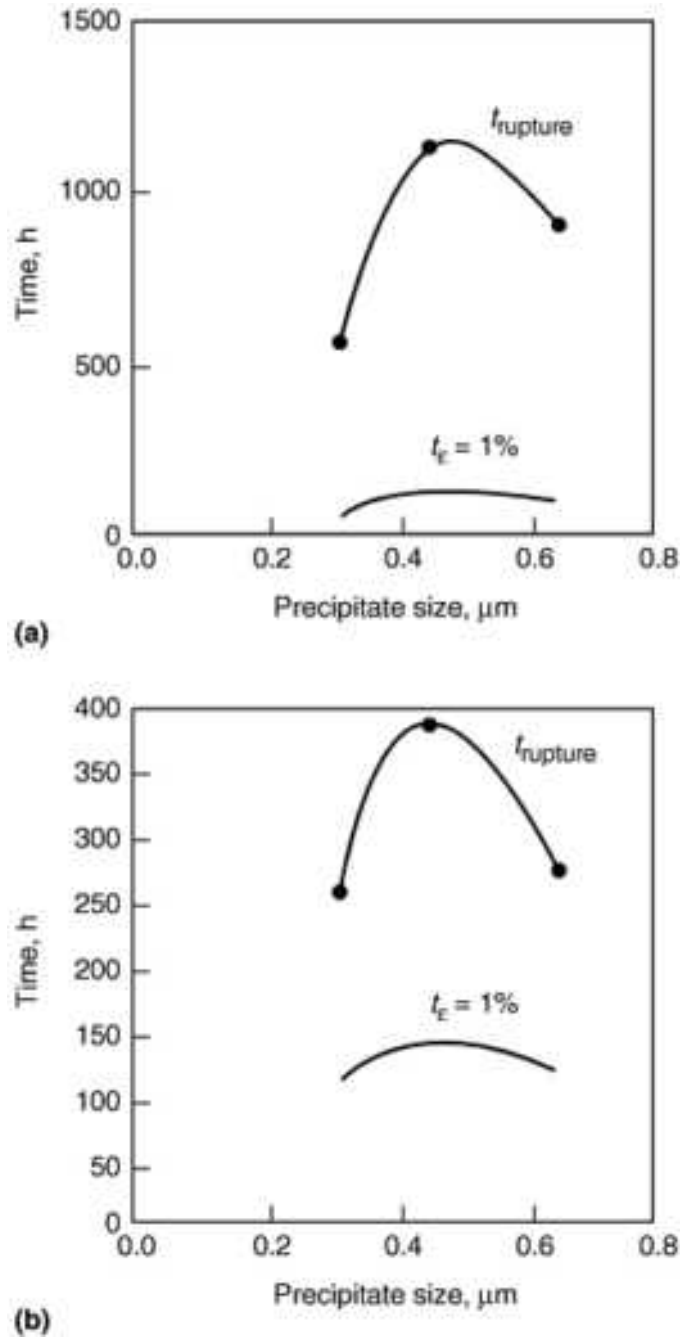 1500
t_rupture
1000
Time, h
500
t_ε = 1%
0
0.0 0.2 0.4 0.6 0.8
Precipitate size, μm
(a)
400
t_rupture
350
300
250
Time, h
200
t_ε = 1%
150
100
50
0
0.0 0.2 0.4 0.6 0.8
Precipitate size, μm
(b)